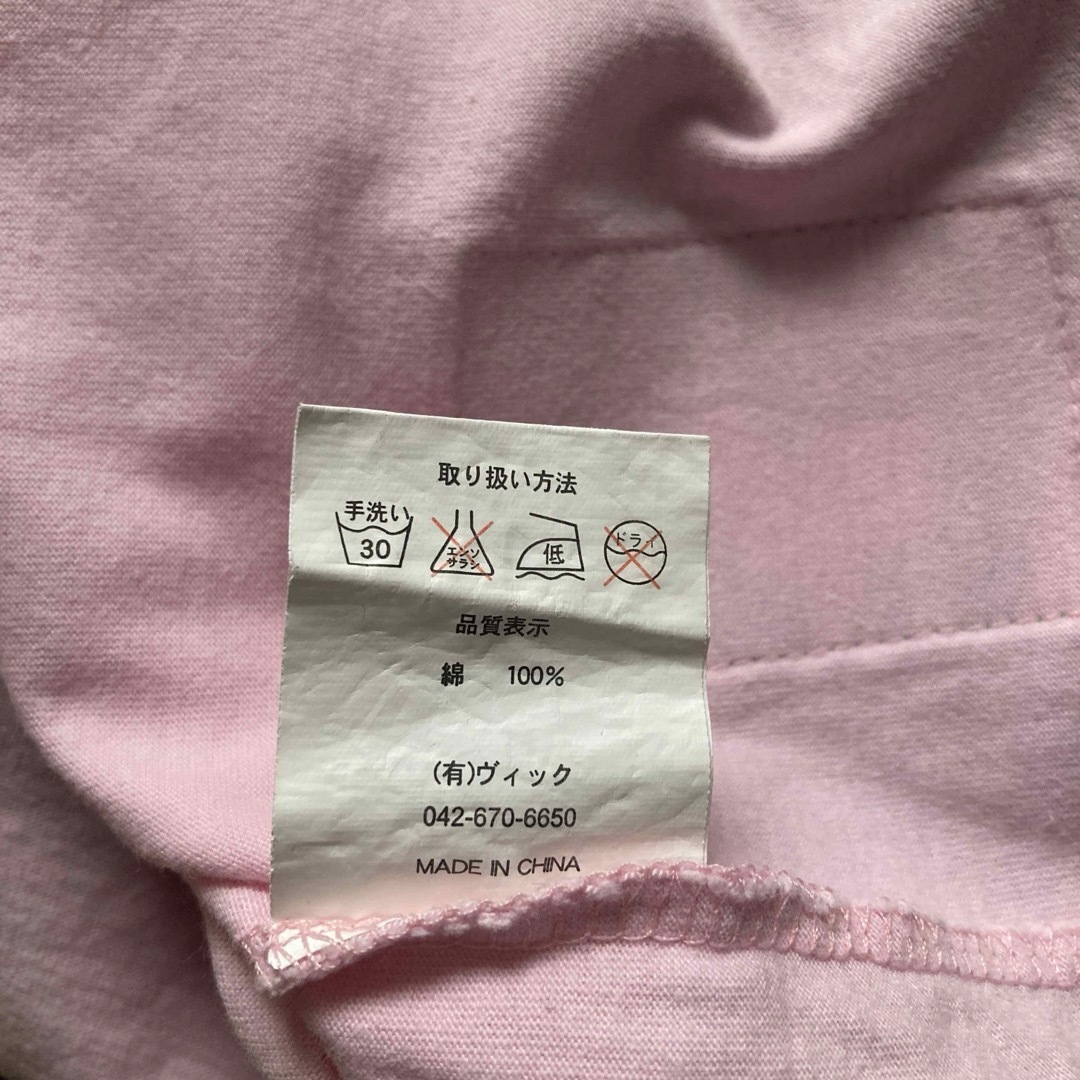 取り扱い方法
手洗い 30 エンソサラシ 低 ドライ
品質表示
綿 100%
(有)ヴィック
042-670-6650
MADE IN CHINA